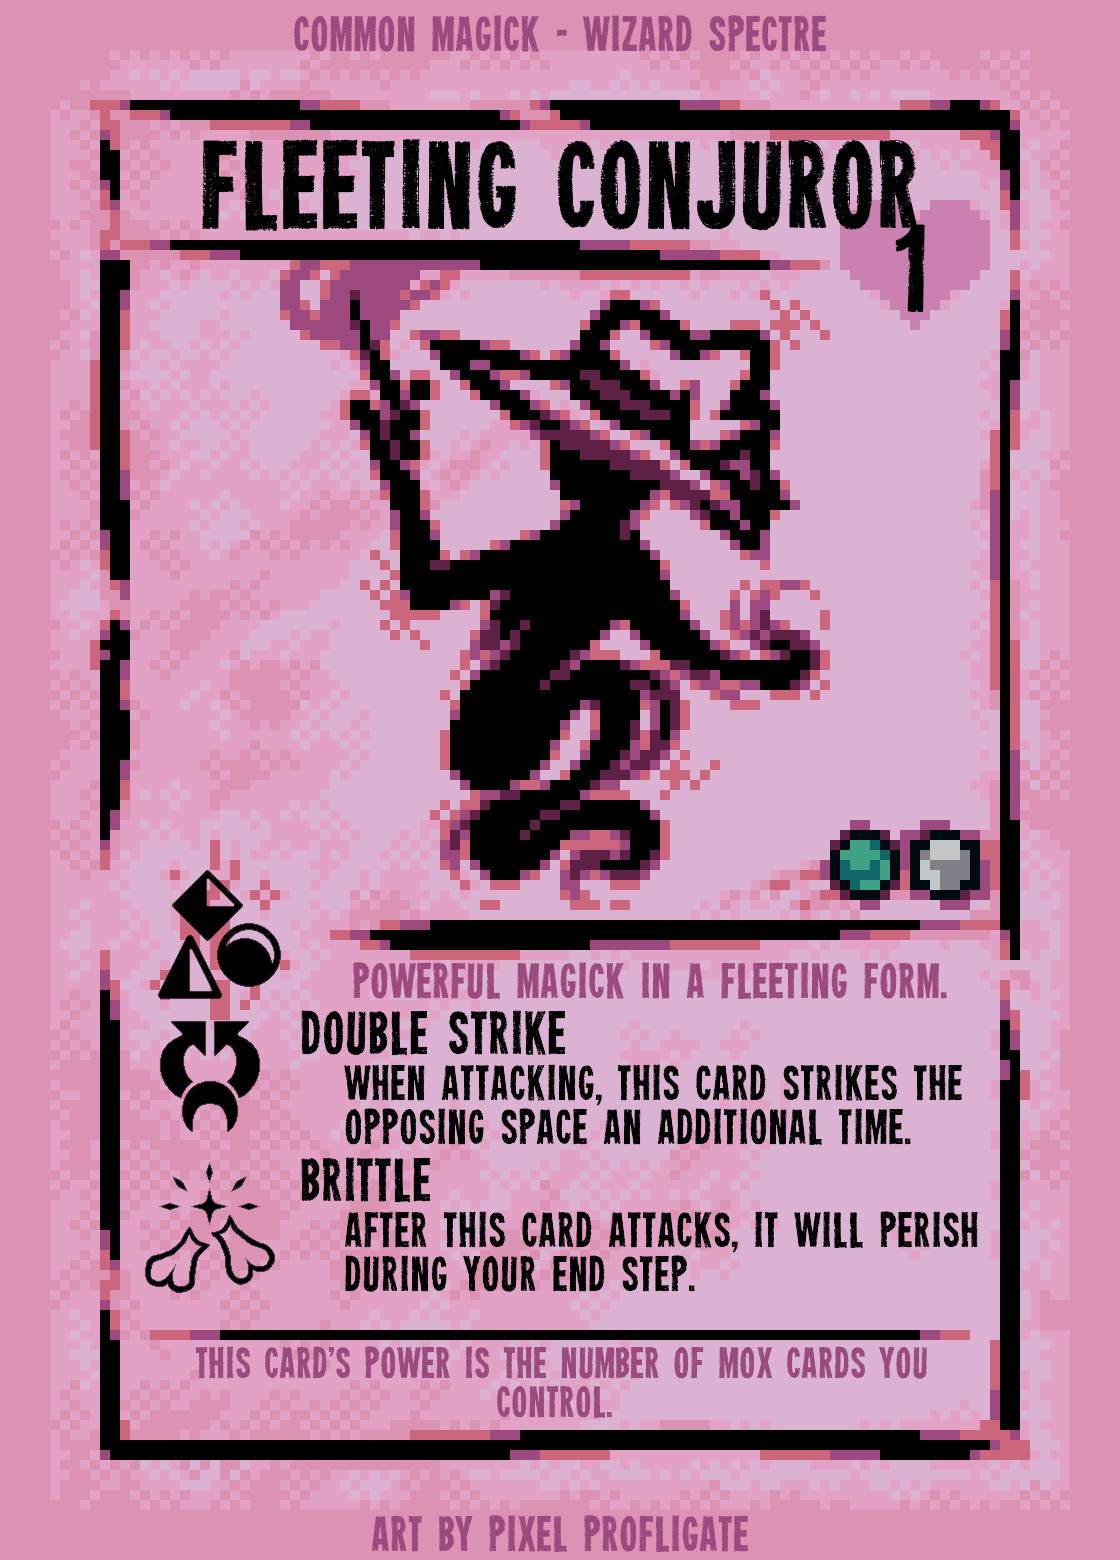 COMMON MAGICK - WIZARD SPECTRE
FLEETING CONJUROR
1
POWERFUL MAGICK IN A FLEETING FORM.
DOUBLE STRIKE
WHEN ATTACKING, THIS CARD STRIKES THE
OPPOSING SPACE AN ADDITIONAL TIME.
BRITTLE
AFTER THIS CARD ATTACKS, IT WILL PERISH
DURING YOUR END STEP.
THIS CARD'S POWER IS THE NUMBER OF MOX CARDS YOU
CONTROL.
ART BY PIXEL PROFLIGATE